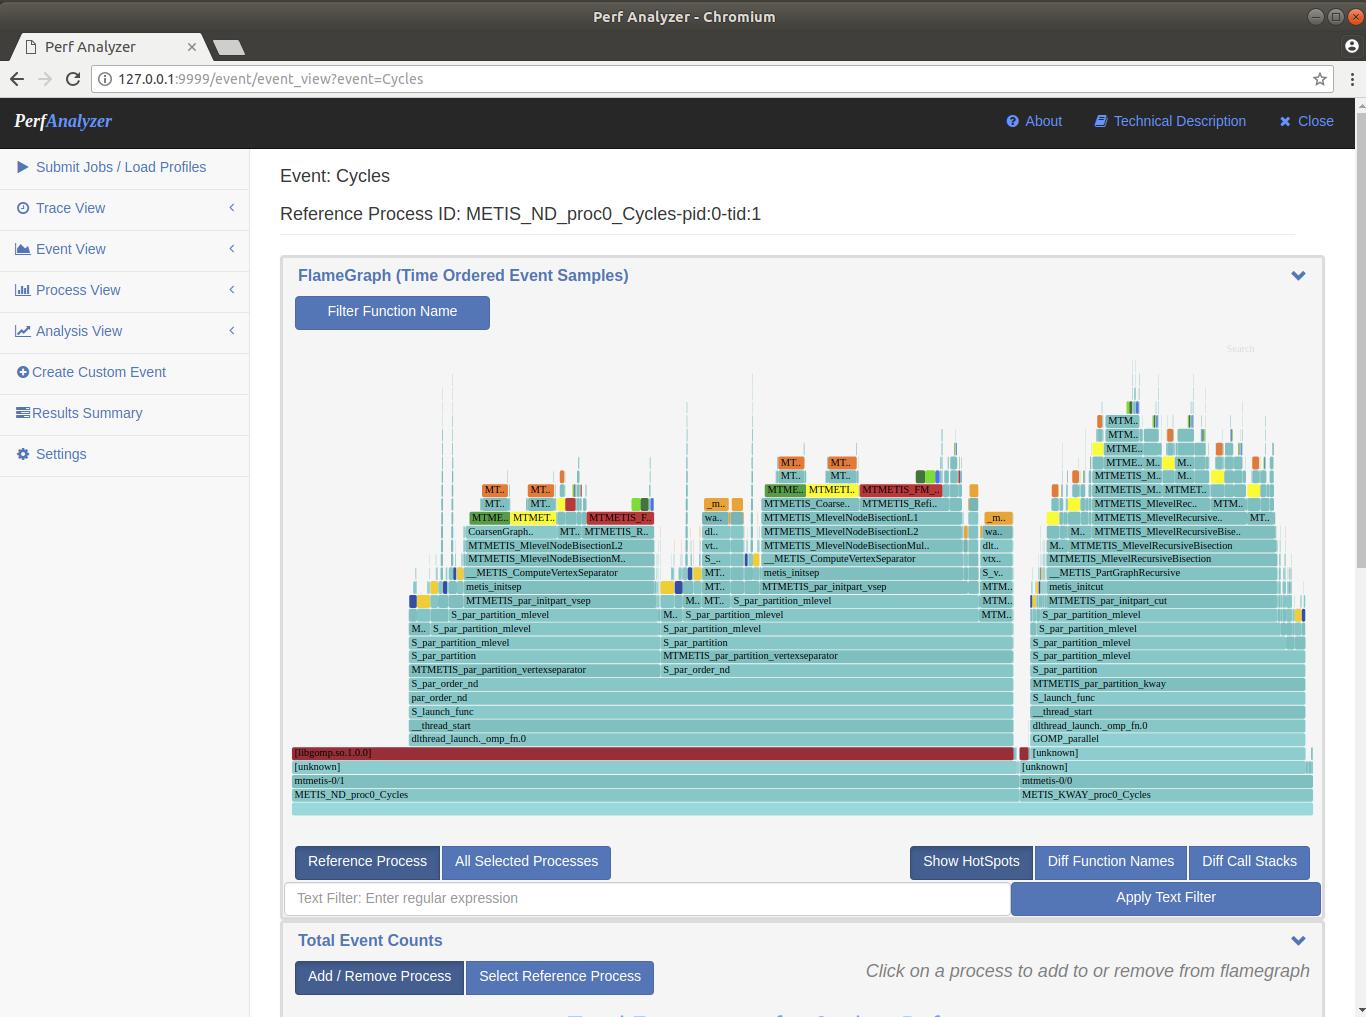 Perf Analyzer - Chromium
Perf Analyzer
127.0.0.1:9999/event/event_view?event=Cycles
PerfAnalyzer
About
Technical Description
Close
Submit Jobs / Load Profiles
Trace View
Event View
Process View
Analysis View
Create Custom Event
Results Summary
Settings
Event: Cycles
Reference Process ID: METIS_ND_proc0_Cycles-pid:0-tid:1
FlameGraph (Time Ordered Event Samples)
Filter Function Name
Search
MTM..
MTM..
MTME..
MT.. MT.. MTME.. M.. M..
MT.. MT.. METIS_M.. M..
MT.. MT.. MTME.. MTMETI.. MTMETIS_FM_.. MTMETIS_M.. MTMET..
MT.. MT.. _m.. MTMETIS_Coarse.. MTMETIS_Refi.. MTMETIS_MlevelRec.. MTM..
MTME.. MTMET.. MTMETIS_F.. wa.. MTMETIS_MlevelNodeBisectionL1 _m.. MTMETIS_MlevelRecursive.. MT..
CoarsenGraph.. MT.. MTMETIS_R.. dl.. MTMETIS_MlevelNodeBisectionL2 wa.. M.. MTMETIS_MlevelRecursiveBise..
MTMETIS_MlevelNodeBisectionL2 vt.. MTMETIS_MlevelNodeBisectionMul.. dlt.. M.. MTMETIS_MlevelRecursiveBisection
MTMETIS_MlevelNodeBisectionM.. S_.. __METIS_ComputeVertexSeparator vtx.. MTMETIS_MlevelRecursiveBisection
__METIS_ComputeVertexSeparator MT.. metis_initsep S_v.. __METIS_PartGraphRecursive
metis_initsep MT.. MTMETIS_par_initpart_vsep MTM.. metis_initcut
MTMETIS_par_initpart_vsep M.. MT.. S_par_partition_mlevel MTM.. MTMETIS_par_initpart_cut
S_par_partition_mlevel M.. S_par_partition_mlevel MTM.. S_par_partition_mlevel
M.. S_par_partition_mlevel S_par_partition_mlevel S_par_partition_mlevel
S_par_partition_mlevel S_par_partition S_par_partition_mlevel
S_par_partition MTMETIS_par_partition_vertexseparator S_par_partition_mlevel
MTMETIS_par_partition_vertexseparator S_par_order_nd S_par_partition
S_par_order_nd MTMETIS_par_partition_kway
par_order_nd S_launch_func
S_launch_func __thread_start
__thread_start dlthread_launch._omp_fn.0
dlthread_launch._omp_fn.0 GOMP_parallel
[libgomp.so.1.0.0] [unknown]
[unknown] [unknown]
mtmetis-0/1 mtmetis-0/0
METIS_ND_proc0_Cycles METIS_KWAY_proc0_Cycles
Reference Process
All Selected Processes
Show HotSpots
Diff Function Names
Diff Call Stacks
Text Filter: Enter regular expression
Apply Text Filter
Total Event Counts
Add / Remove Process
Select Reference Process
Click on a process to add to or remove from flamegraph